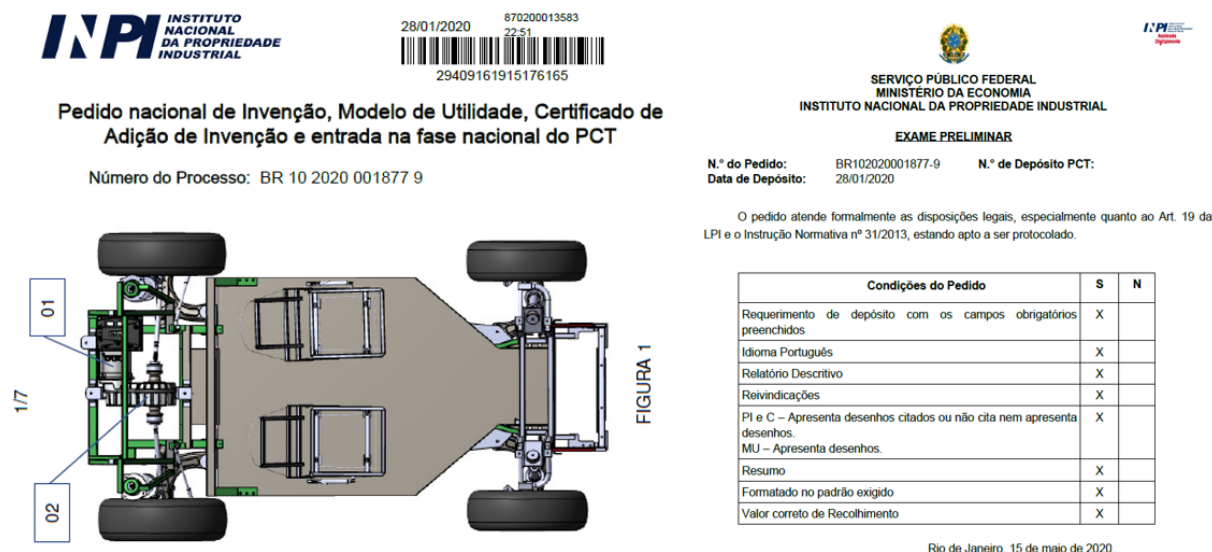 INPI
INSTITUTO
NACIONAL
DA PROPRIEDADE
INDUSTRIAL
28/01/2020
870200013583
22:51
29409161915176165
Pedido nacional de Invenção, Modelo de Utilidade, Certificado de
Adição de Invenção e entrada na fase nacional do PCT
Número do Processo: BR 10 2020 001877 9
01
02
1/7
FIGURA 1
INPI
Assinado
Digitalmente
SERVIÇO PÚBLICO FEDERAL
MINISTÉRIO DA ECONOMIA
INSTITUTO NACIONAL DA PROPRIEDADE INDUSTRIAL
EXAME PRELIMINAR
N.° do Pedido: BR102020001877-9 N.° de Depósito PCT:
Data de Depósito: 28/01/2020
O pedido atende formalmente as disposições legais, especialmente quanto ao Art. 19 da
LPI e o Instrução Normativa nº 31/2013, estando apto a ser protocolado.
Condições do Pedido S N
Requerimento de depósito com os campos obrigatórios X
preenchidos
Idioma Português X
Relatório Descritivo X
Reivindicações X
PI e C – Apresenta desenhos citados ou não cita nem apresenta X
desenhos.
MU – Apresenta desenhos.
Resumo X
Formatado no padrão exigido X
Valor correto de Recolhimento X
Rio de Janeiro, 15 de maio de 2020.